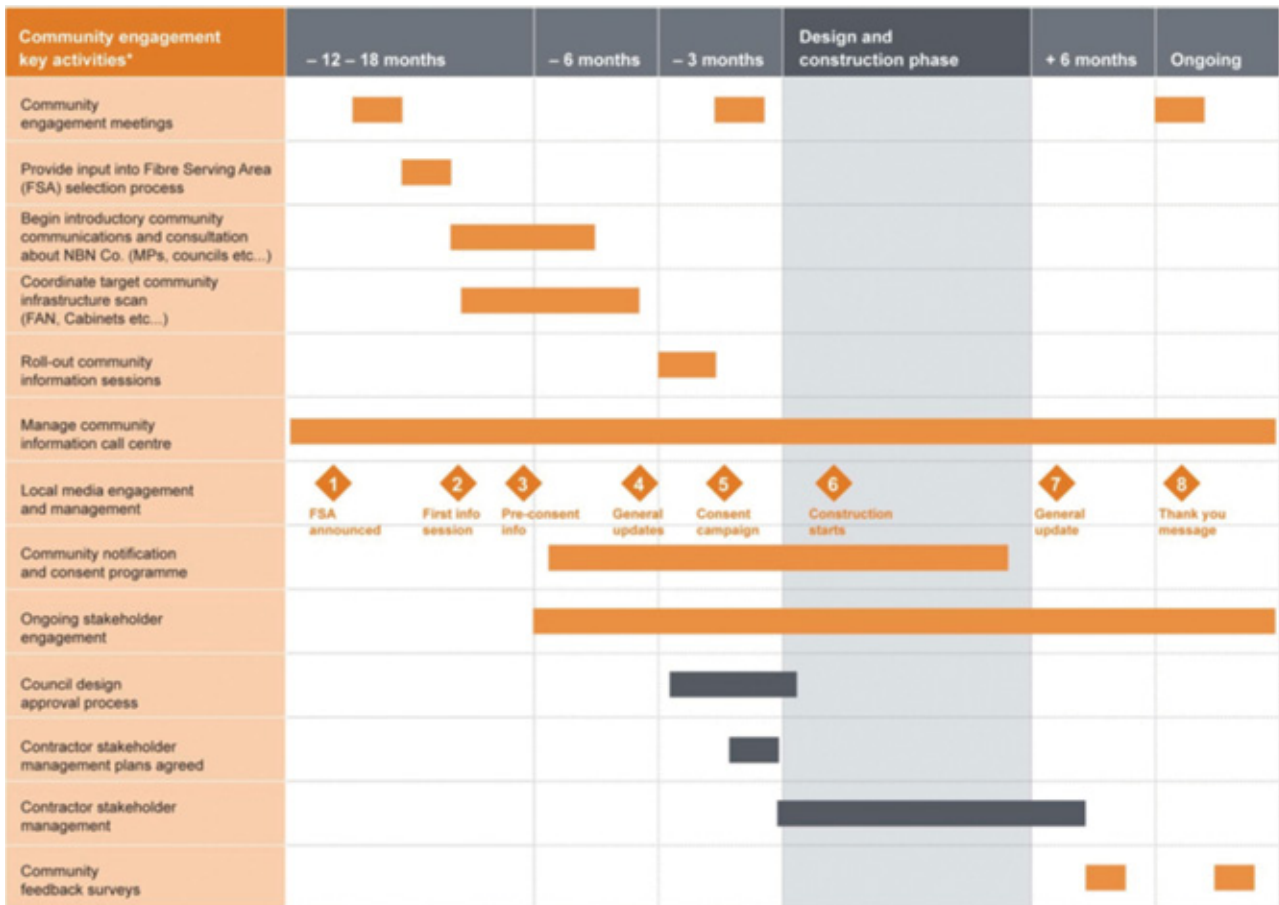 Community engagement
key activities*
– 12 – 18 months
– 6 months
– 3 months
Design and
construction phase
+ 6 months
Ongoing
Community
engagement meetings
Provide input into Fibre Serving Area
(FSA) selection process
Begin introductory community
communications and consultation
about NBN Co. (MPs, councils etc...)
Coordinate target community
infrastructure scan
(FAN, Cabinets etc...)
Roll-out community
information sessions
Manage community
information call centre
Local media engagement
and management
1
FSA
announced
2
First info
session
3
Pre-consent
info
4
General
updates
5
Consent
campaign
6
Construction
starts
7
General
update
8
Thank you
message
Community notification
and consent programme
Ongoing stakeholder
engagement
Council design
approval process
Contractor stakeholder
management plans agreed
Contractor stakeholder
management
Community
feedback surveys